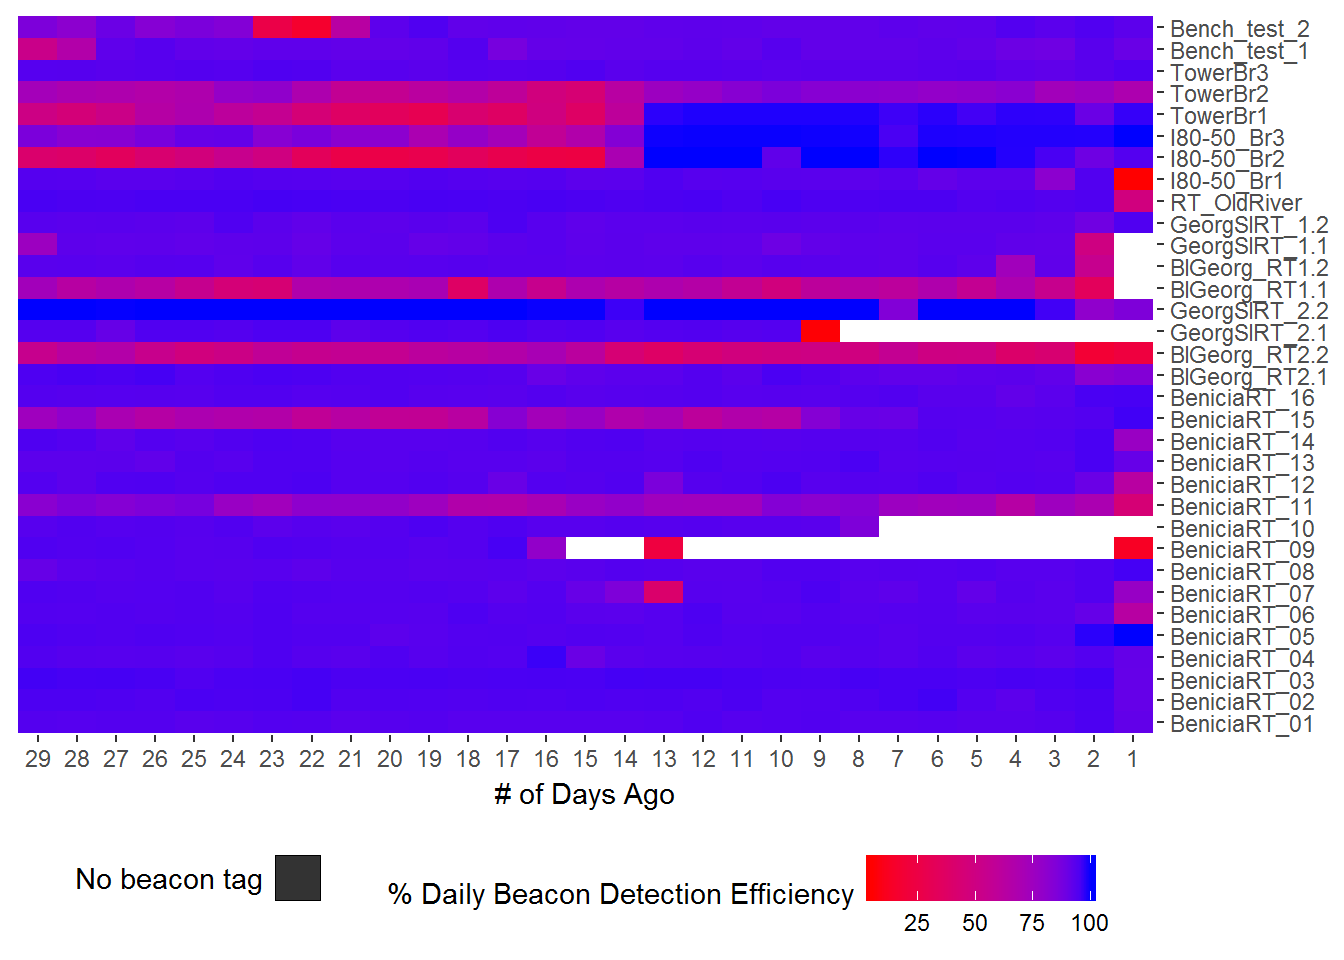 Bench_test_2
Bench_test_1
TowerBr3
TowerBr2
TowerBr1
I80-50_Br3
I80-50_Br2
I80-50_Br1
RT_OldRiver
GeorgSlRT_1.2
GeorgSlRT_1.1
BlGeorg_RT1.2
BlGeorg_RT1.1
GeorgSlRT_2.2
GeorgSlRT_2.1
BlGeorg_RT2.2
BlGeorg_RT2.1
BeniciaRT_16
BeniciaRT_15
BeniciaRT_14
BeniciaRT_13
BeniciaRT_12
BeniciaRT_11
BeniciaRT_10
BeniciaRT_09
BeniciaRT_08
BeniciaRT_07
BeniciaRT_06
BeniciaRT_05
BeniciaRT_04
BeniciaRT_03
BeniciaRT_02
BeniciaRT_01
29 28 27 26 25 24 23 22 21 20 19 18 17 16 15 14 13 12 11 10 9 8 7 6 5 4 3 2 1
# of Days Ago
No beacon tag
% Daily Beacon Detection Efficiency
25 50 75 100